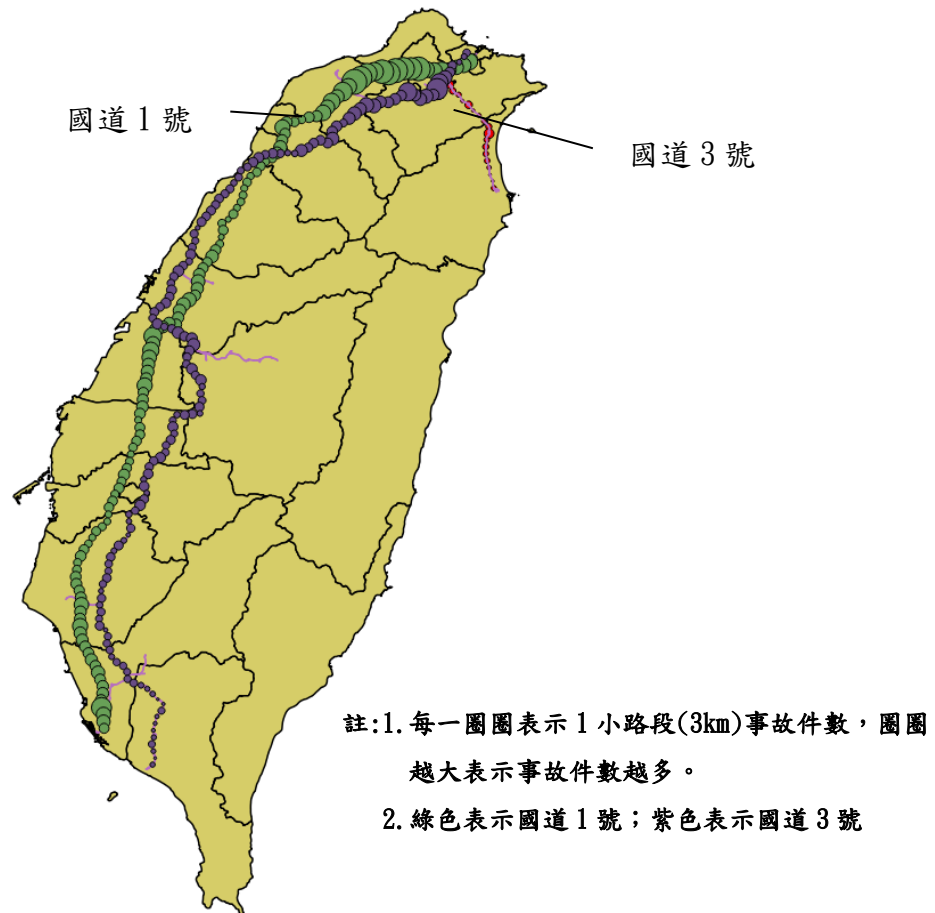 國道 1 號
國道 3 號
註:1.每一圈圈表示 1 小路段(3km)事故件數，圈圈
越大表示事故件數越多。
2.綠色表示國道 1 號；紫色表示國道 3 號